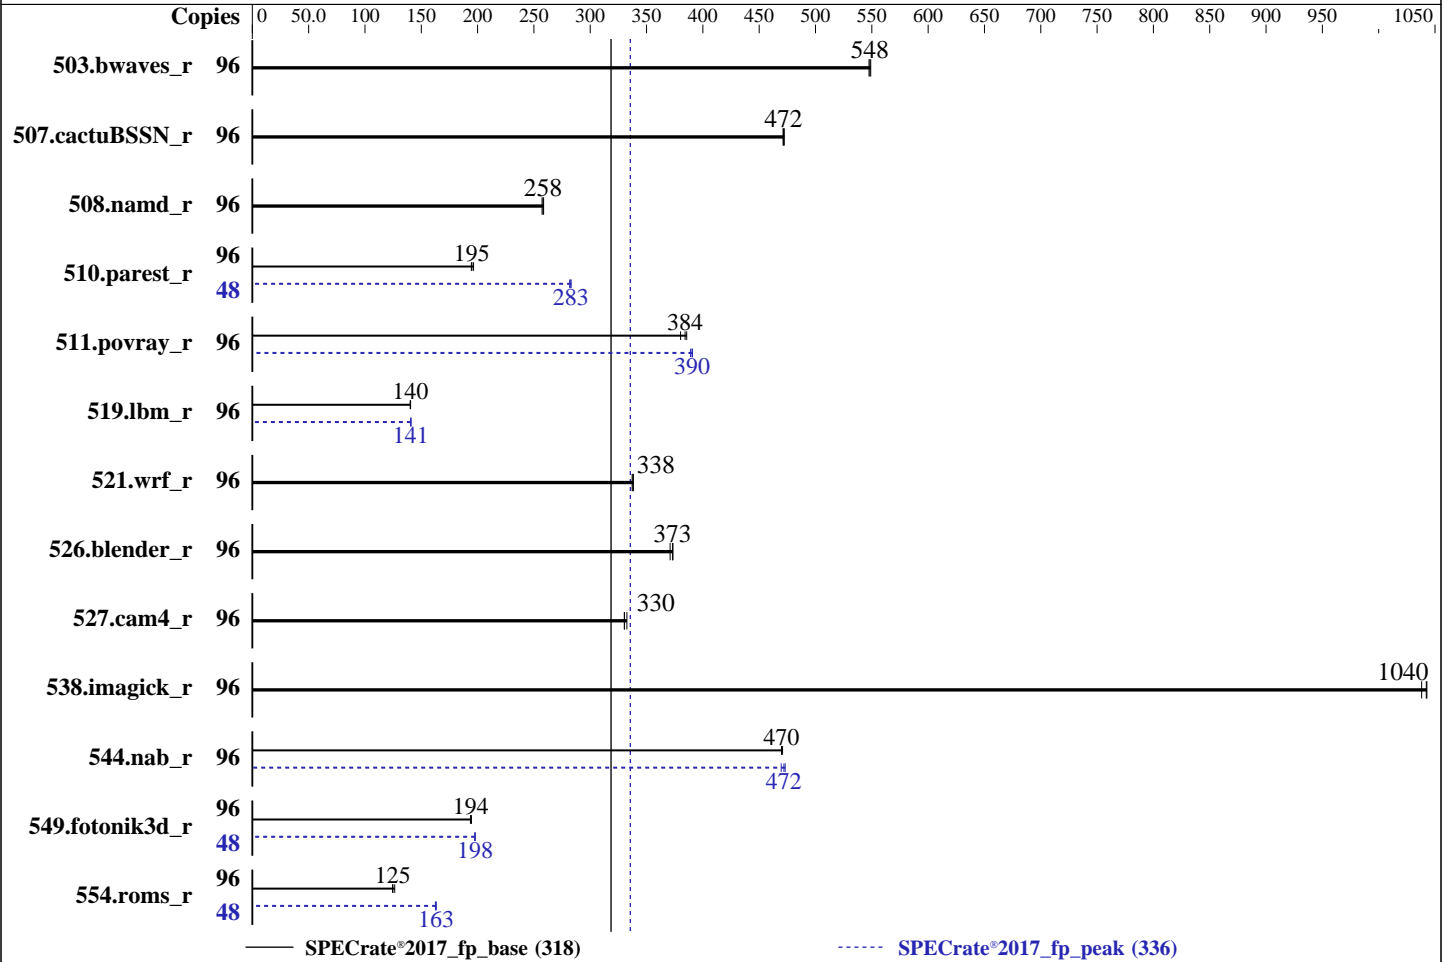 Copies 0 50.0 100 150 200 250 300 350 400 450 500 550 600 650 700 750 800 850 900 950 1050
503.bwaves_r 96 548
507.cactuBSSN_r 96 472
508.namd_r 96 258
510.parest_r 96 195
48 283
511.povray_r 96 384
390
519.lbm_r 96 140
141
521.wrf_r 96 338
526.blender_r 96 373
527.cam4_r 96 330
538.imagick_r 96 1040
544.nab_r 96 470
472
549.fotonik3d_r 96 194
48 198
554.roms_r 96 125
48 163
SPECrate®2017_fp_base (318) SPECrate®2017_fp_peak (336)